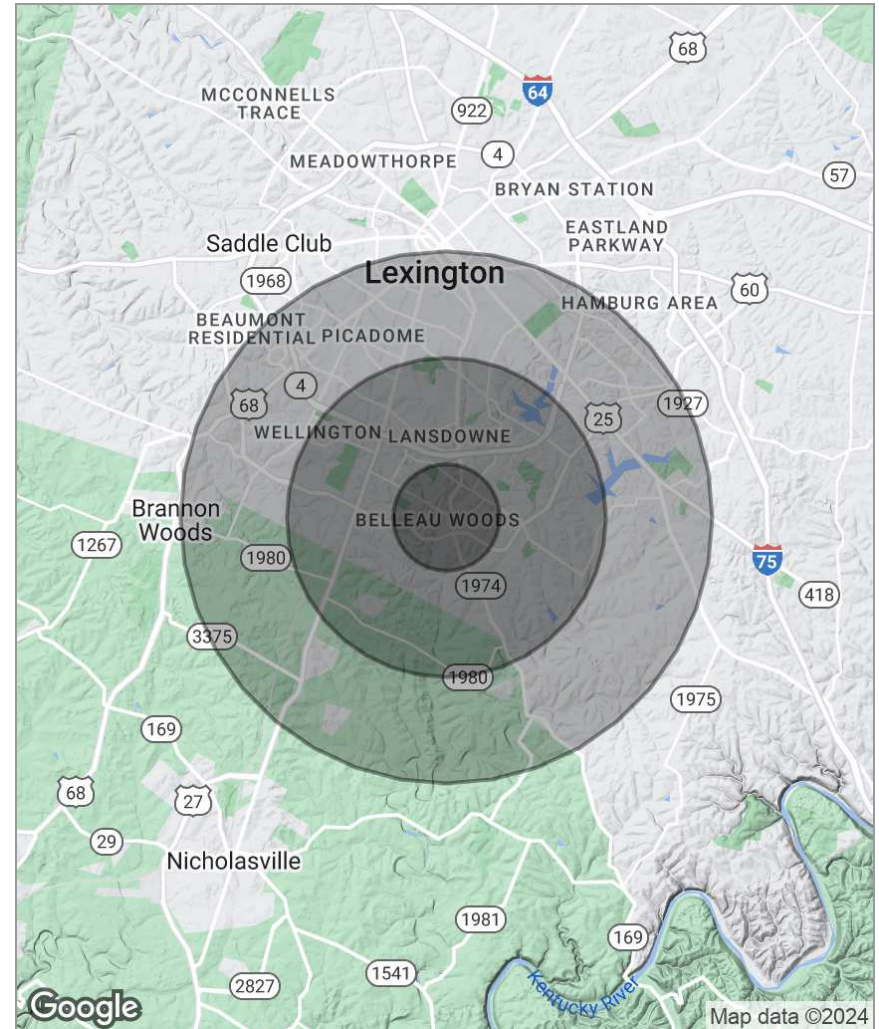 68
MCCONNELLS
TRACE
64
922
4
MEADOWTHORPE
57
BRYAN STATION
EASTLAND
PARKWAY
Saddle Club
Lexington
1968
60
HAMBURG AREA
BEAUMONT
RESIDENTIAL
PICADOME
4
68
1927
25
WELLINGTON
LANSDOWNE
Brannon
Woods
BELLEAU WOODS
1267
1980
75
1974
418
3375
1980
1975
169
68
27
29
Nicholasville
1981
169
1541
2827
Kentucky River
Google
Map data ©2024